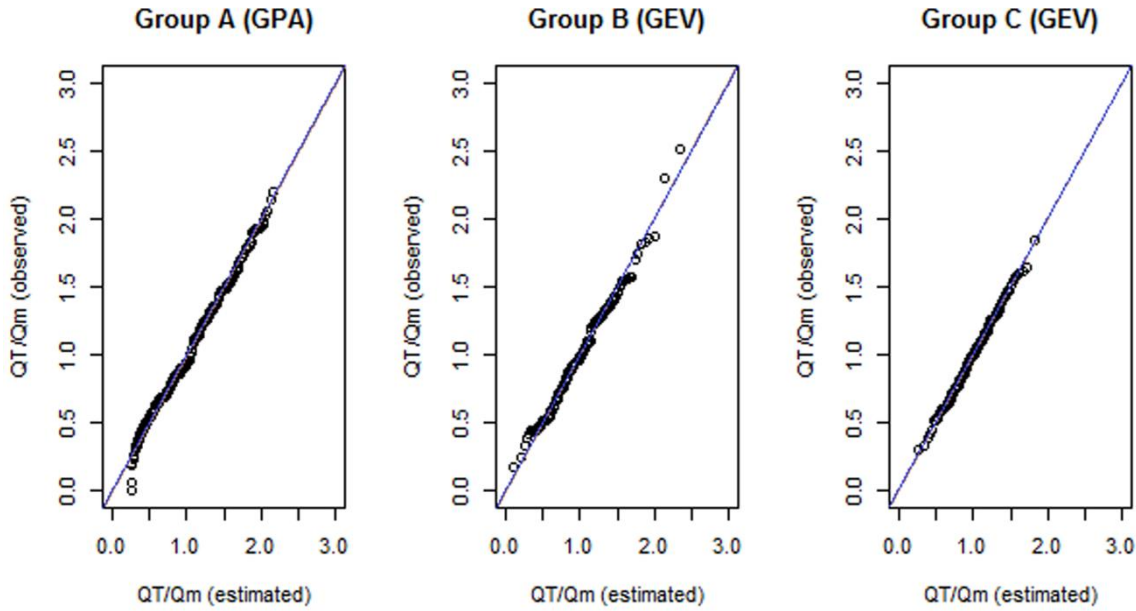 Group A (GPA)
QT/Qm (observed)
3.0
2.5
2.0
1.5
1.0
0.5
0.0
0.0 1.0 2.0 3.0
QT/Qm (estimated)
Group B (GEV)
QT/Qm (observed)
3.0
2.5
2.0
1.5
1.0
0.5
0.0
0.0 1.0 2.0 3.0
QT/Qm (estimated)
Group C (GEV)
QT/Qm (observed)
3.0
2.5
2.0
1.5
1.0
0.5
0.0
0.0 1.0 2.0 3.0
QT/Qm (estimated)